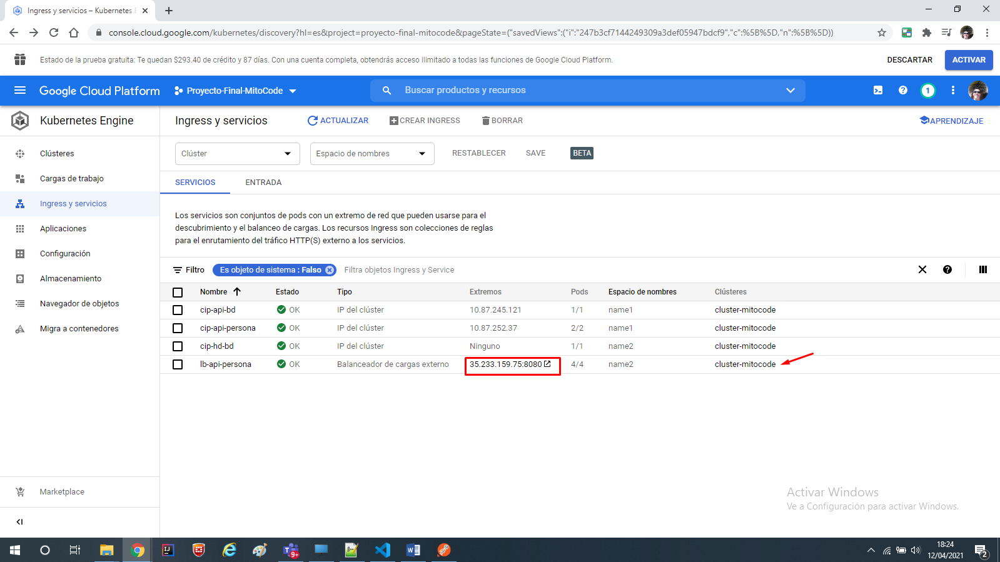 Ingress y servicios – Kubernetes E
console.cloud.google.com/kubernetes/discovery?hl=es&project=proyecto-final-mitocode&pageState=("savedViews":("i":"247b3cf7144249309a3def05947bdcf9","c":%5B%5D,"n":%5B%5D))
Estado de la prueba gratuita: Te quedan $293.40 de crédito y 87 días. Con una cuenta completa, obtendrás acceso ilimitado a todas las funciones de Google Cloud Platform.
DESCARTAR
ACTIVAR
Google Cloud Platform
Proyecto-Final-MitoCode
Buscar productos y recursos
1
Kubernetes Engine
Ingress y servicios
ACTUALIZAR
CREAR INGRESS
BORRAR
APRENDIZAJE
Clústeres
Cargas de trabajo
Ingress y servicios
Aplicaciones
Configuración
Almacenamiento
Navegador de objetos
Migra a contenedores
Marketplace
Clúster
Espacio de nombres
RESTABLECER
SAVE
BETA
SERVICIOS
ENTRADA
Los servicios son conjuntos de pods con un extremo de red que pueden usarse para el
descubrimiento y el balanceo de cargas. Los recursos Ingress son colecciones de reglas
para el enrutamiento del tráfico HTTP(S) externo a los servicios.
Filtro
Es objeto de sistema : Falso
Filtra objetos Ingress y Service
Nombre Estado Tipo Extremos Pods Espacio de nombres Clústeres
cip-api-bd OK IP del clúster 10.87.245.121 1/1 name1 cluster-mitocode
cip-api-persona OK IP del clúster 10.87.252.37 2/2 name1 cluster-mitocode
cip-hd-bd OK IP del clúster Ninguno 1/1 name2 cluster-mitocode
lb-api-persona OK Balanceador de cargas externo 35.233.159.75:8080 4/4 name2 cluster-mitocode
Activar Windows
Ve a Configuración para activar Windows.
9+
18:24
12/04/2021
2